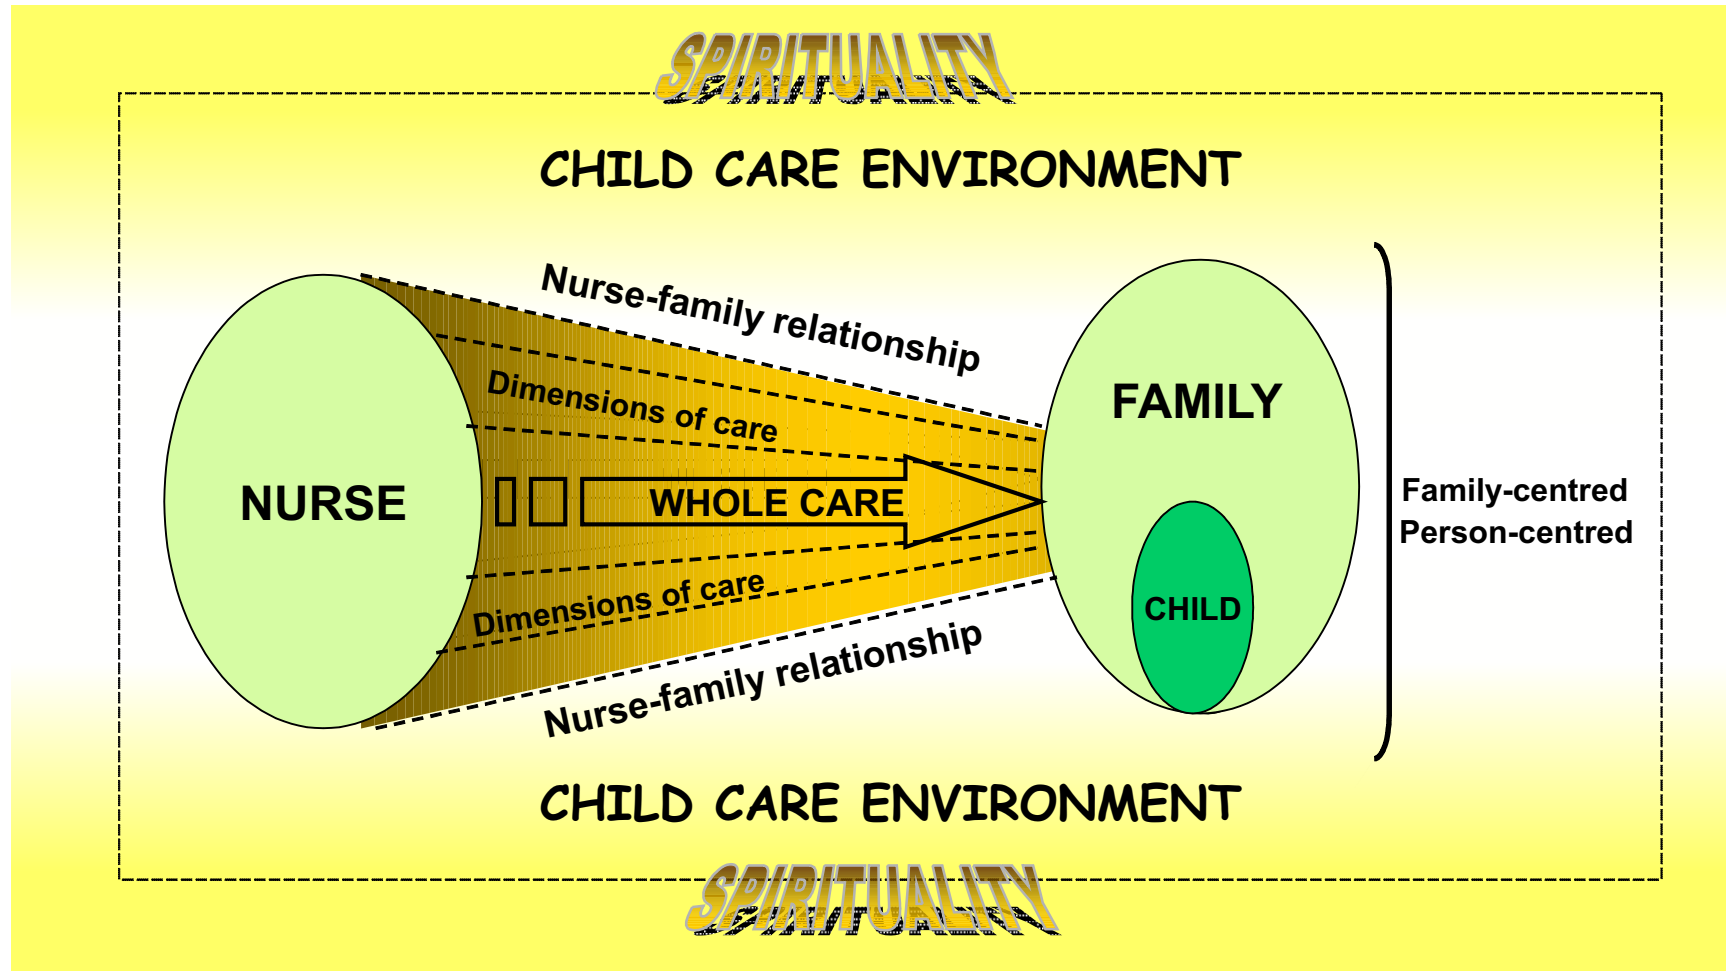 SPIRITUALITY
CHILD CARE ENVIRONMENT
Nurse-family relationship
Dimensions of care
NURSE
WHOLE CARE
FAMILY
CHILD
Family-centred
Person-centred
Dimensions of care
Nurse-family relationship
CHILD CARE ENVIRONMENT
SPIRITUALITY